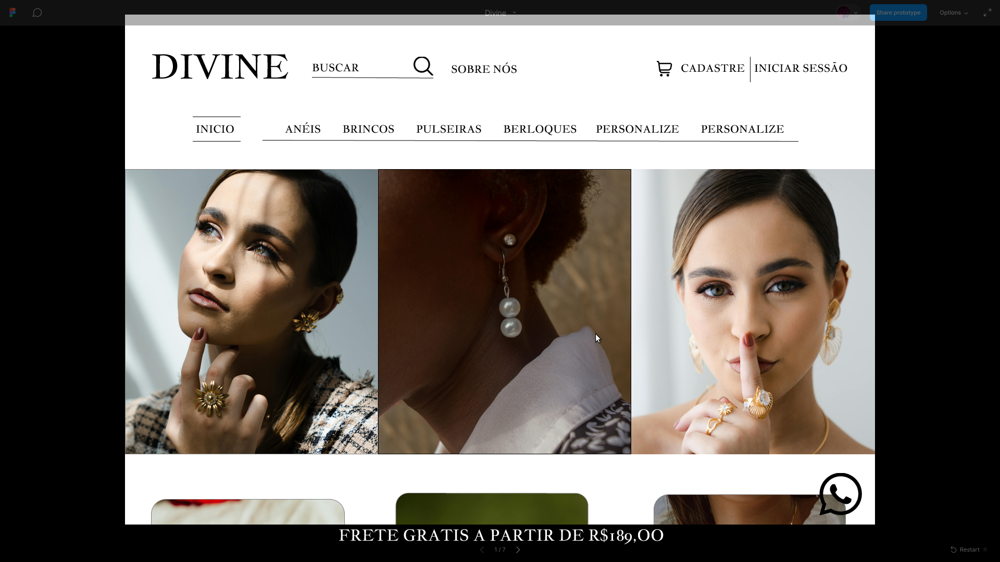 Divine
Share prototype
Options
DIVINE
BUSCAR
SOBRE NÓS
CADASTRE
INICIAR SESSÃO
INICIO
ANÉIS
BRINCOS
PULSEIRAS
BERLOQUES
PERSONALIZE
PERSONALIZE
FRETE GRATIS A PARTIR DE R$189,00
1 / 7
Restart R